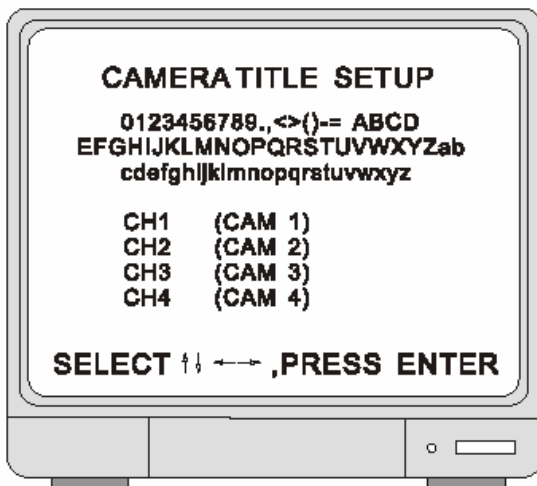 CAMERA TITLE SETUP
0123456789.,<>()-= ABCD
EFGHIJKLMNOPQRSTUVWXYZab
cdefghijklmnopqrstuvwxyz
CH1 (CAM 1)
CH2 (CAM 2)
CH3 (CAM 3)
CH4 (CAM 4)
SELECT ↑↓ ←→ ,PRESS ENTER